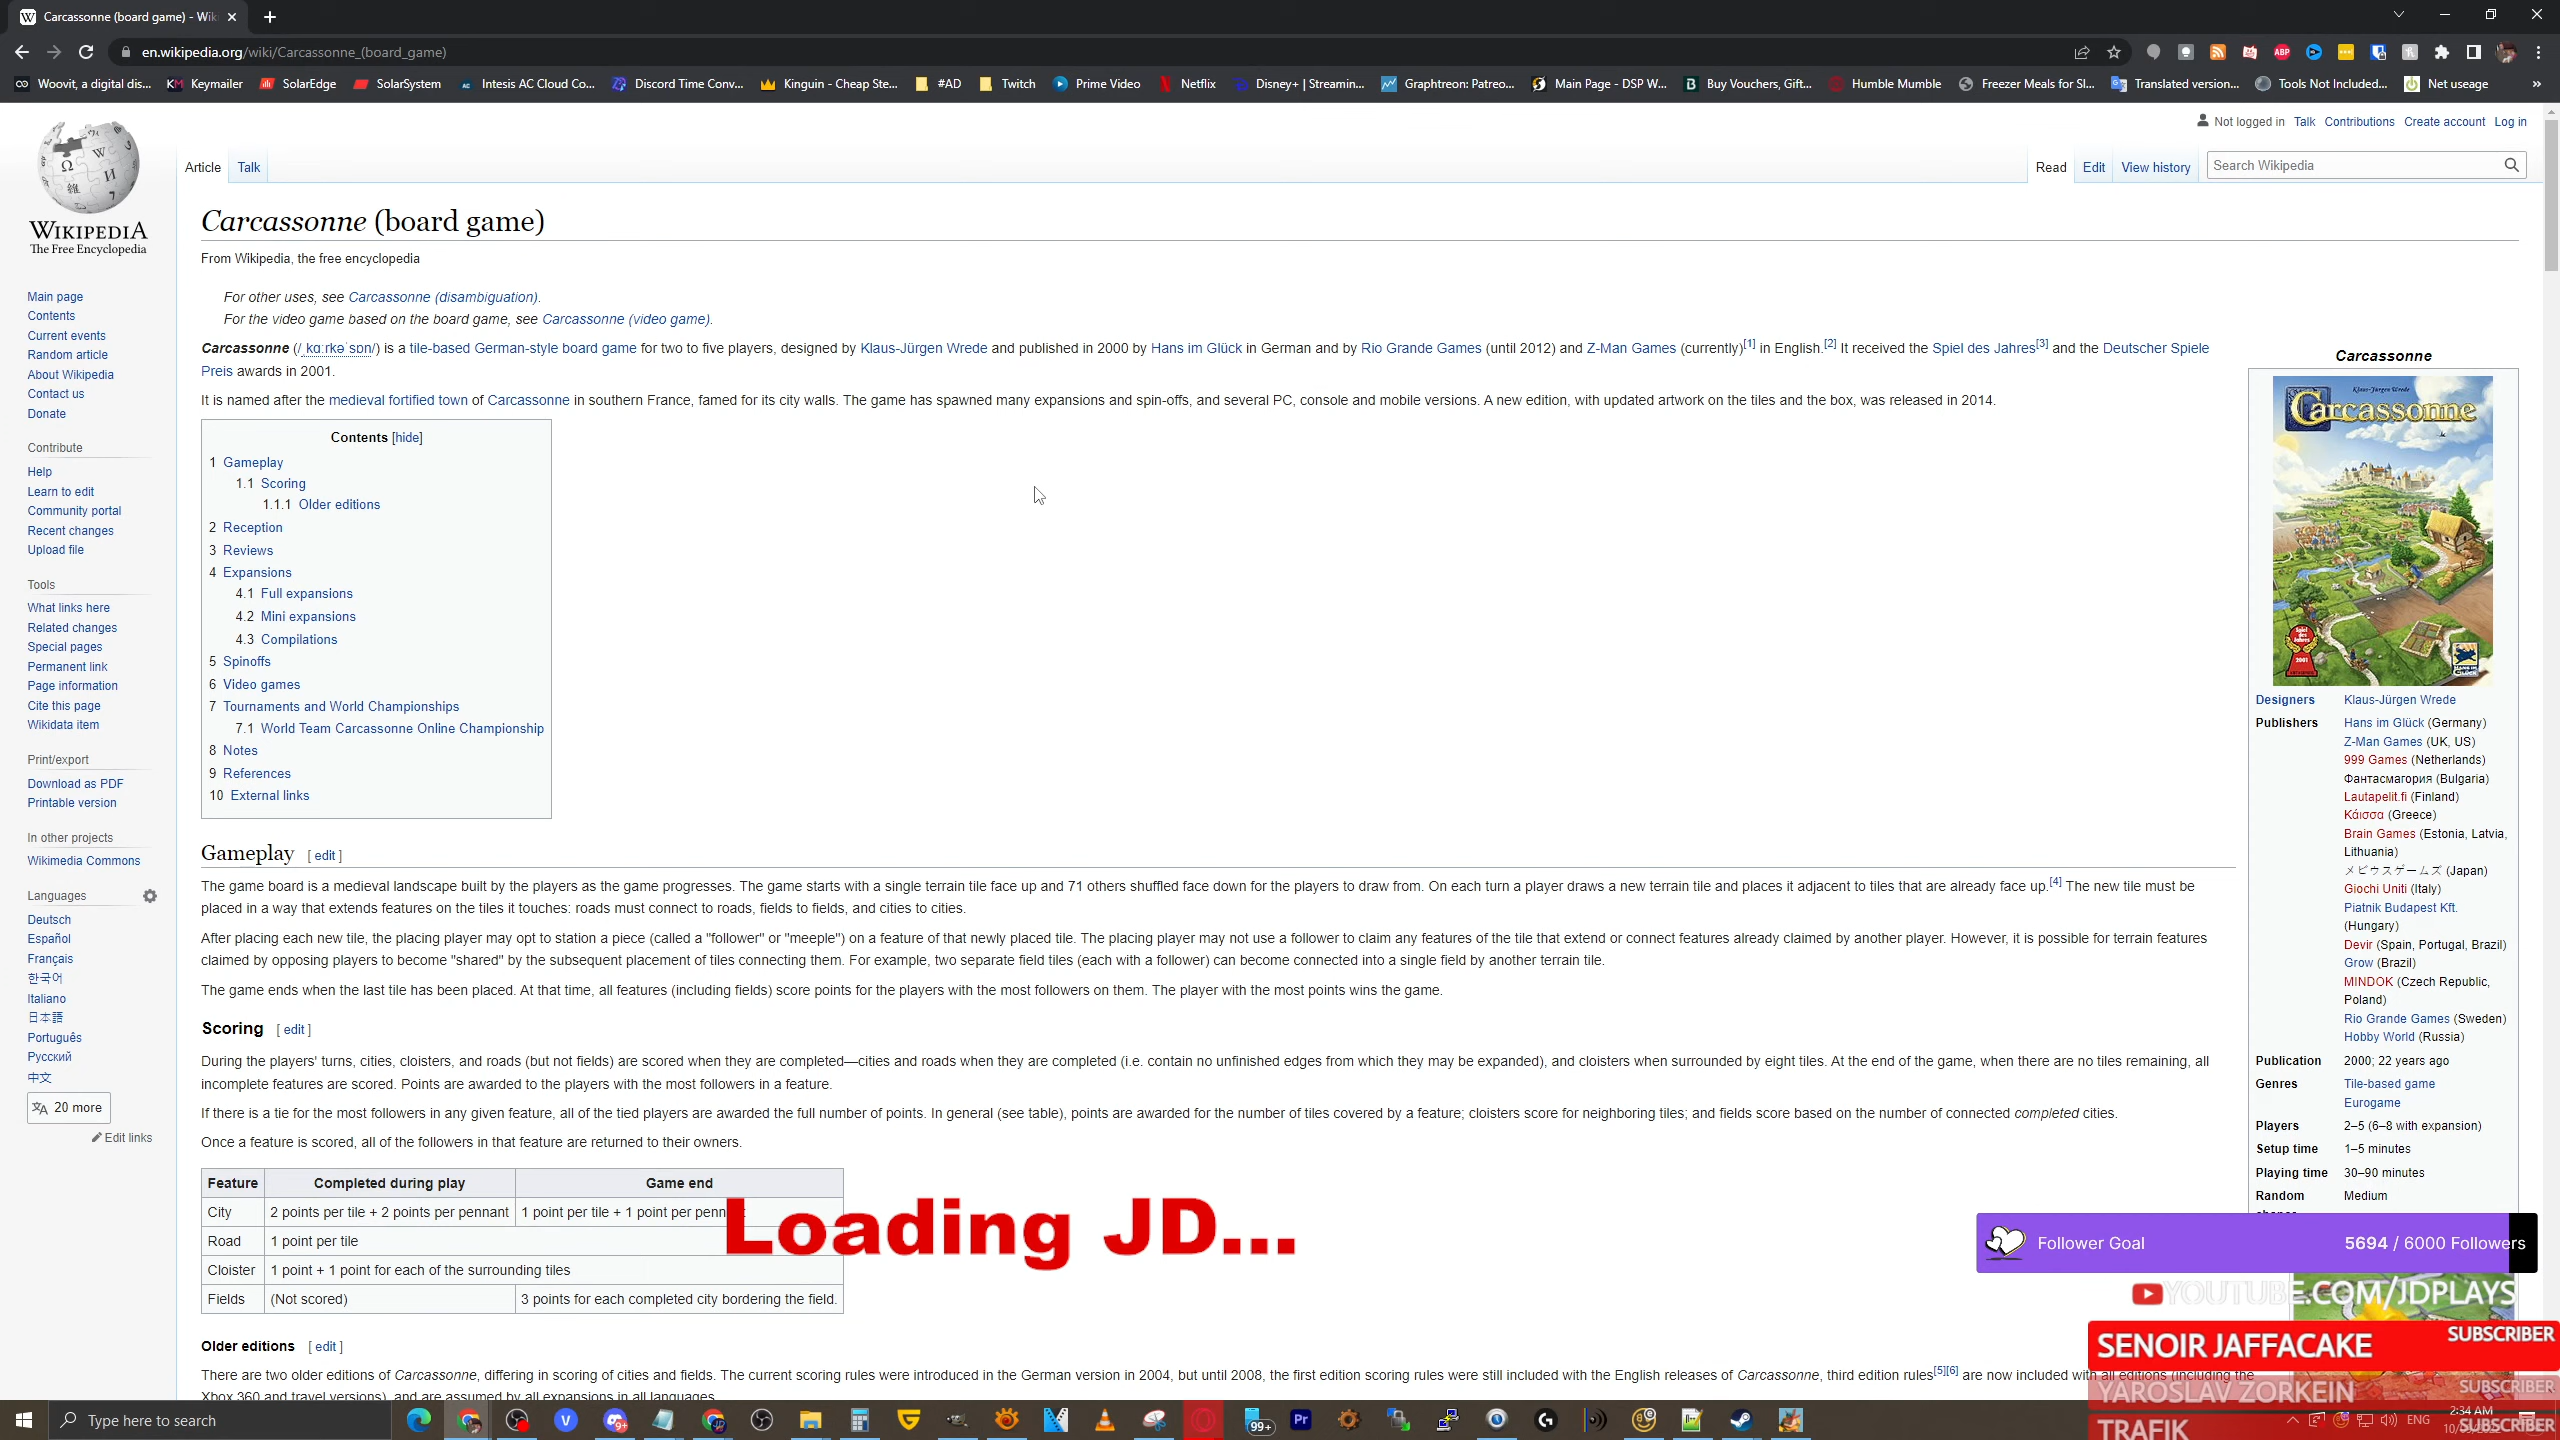 Carcassonne (board game) - Wik
en.wikipedia.org/wiki/Carcassonne_(board_game)
Woovit, a digital dis... Keymailer SolarEdge SolarSystem Intesis AC Cloud Co... Discord Time Conv... Kinguin - Cheap Ste... #AD Twitch Prime Video Netflix Disney+ | Streamin... Graphtreon: Patreo... Main Page - DSP W... Buy Vouchers, Gift... Humble Mumble Freezer Meals for Sl... Translated version... Tools Not Included... Net useage »
Not logged in Talk Contributions Create account Log in
Article Talk Read Edit View history Search Wikipedia
WIKIPEDIA
The Free Encyclopedia
Main page
Contents
Current events
Random article
About Wikipedia
Contact us
Donate
Contribute
Help
Learn to edit
Community portal
Recent changes
Upload file
Tools
What links here
Related changes
Special pages
Permanent link
Page information
Cite this page
Wikidata item
Print/export
Download as PDF
Printable version
In other projects
Wikimedia Commons
Languages
Deutsch
Español
Français
한국어
Italiano
日本語
Português
Русский
中文
20 more
Edit links
Carcassonne (board game)
From Wikipedia, the free encyclopedia
For other uses, see Carcassonne (disambiguation).
For the video game based on the board game, see Carcassonne (video game).
Carcassonne (/ˌkɑːrkəˈsɒn/) is a tile-based German-style board game for two to five players, designed by Klaus-Jürgen Wrede and published in 2000 by Hans im Glück in German and by Rio Grande Games (until 2012) and Z-Man Games (currently)[1] in English.[2] It received the Spiel des Jahres[3] and the Deutscher Spiele
Preis awards in 2001.
It is named after the medieval fortified town of Carcassonne in southern France, famed for its city walls. The game has spawned many expansions and spin-offs, and several PC, console and mobile versions. A new edition, with updated artwork on the tiles and the box, was released in 2014.
Contents [hide]
1 Gameplay
1.1 Scoring
1.1.1 Older editions
2 Reception
3 Reviews
4 Expansions
4.1 Full expansions
4.2 Mini expansions
4.3 Compilations
5 Spinoffs
6 Video games
7 Tournaments and World Championships
7.1 World Team Carcassonne Online Championship
8 Notes
9 References
10 External links
Gameplay [ edit ]
The game board is a medieval landscape built by the players as the game progresses. The game starts with a single terrain tile face up and 71 others shuffled face down for the players to draw from. On each turn a player draws a new terrain tile and places it adjacent to tiles that are already face up.[4] The new tile must be
placed in a way that extends features on the tiles it touches: roads must connect to roads, fields to fields, and cities to cities.
After placing each new tile, the placing player may opt to station a piece (called a "follower" or "meeple") on a feature of that newly placed tile. The placing player may not use a follower to claim any features of the tile that extend or connect features already claimed by another player. However, it is possible for terrain features
claimed by opposing players to become "shared" by the subsequent placement of tiles connecting them. For example, two separate field tiles (each with a follower) can become connected into a single field by another terrain tile.
The game ends when the last tile has been placed. At that time, all features (including fields) score points for the players with the most followers on them. The player with the most points wins the game.
Scoring [ edit ]
During the players' turns, cities, cloisters, and roads (but not fields) are scored when they are completed—cities and roads when they are completed (i.e. contain no unfinished edges from which they may be expanded), and cloisters when surrounded by eight tiles. At the end of the game, when there are no tiles remaining, all
incomplete features are scored. Points are awarded to the players with the most followers in a feature.
If there is a tie for the most followers in any given feature, all of the tied players are awarded the full number of points. In general (see table), points are awarded for the number of tiles covered by a feature; cloisters score for neighboring tiles; and fields score based on the number of connected completed cities.
Once a feature is scored, all of the followers in that feature are returned to their owners.
Feature Completed during play Game end
City 2 points per tile + 2 points per pennant 1 point per tile + 1 point per penn
Road 1 point per tile
Cloister 1 point + 1 point for each of the surrounding tiles
Fields (Not scored) 3 points for each completed city bordering the field.
Loading JD...
Older editions [ edit ]
There are two older editions of Carcassonne, differing in scoring of cities and fields. The current scoring rules were introduced in the German version in 2004, but until 2008, the first edition scoring rules were still included with the English releases of Carcassonne, third edition rules[5][6] are now included with all editions (including the
Xbox 360 and travel versions), and are assumed by all expansions in all languages.
Carcassonne
Klaus-Jürgen Wrede
Carcassonne
Spiel des Jahres 2001
HANS IM GLÜCK
Designers Klaus-Jürgen Wrede
Publishers Hans im Glück (Germany)
Z-Man Games (UK, US)
999 Games (Netherlands)
Фантасмагория (Bulgaria)
Lautapelit.fi (Finland)
Κάισσα (Greece)
Brain Games (Estonia, Latvia,
Lithuania)
メビウスゲームズ (Japan)
Giochi Uniti (Italy)
Piatnik Budapest Kft.
(Hungary)
Devir (Spain, Portugal, Brazil)
Grow (Brazil)
MINDOK (Czech Republic,
Poland)
Rio Grande Games (Sweden)
Hobby World (Russia)
Publication 2000; 22 years ago
Genres Tile-based game
Eurogame
Players 2–5 (6–8 with expansion)
Setup time 1–5 minutes
Playing time 30–90 minutes
Random Medium
Follower Goal 5694 / 6000 Followers
YOUTUBE.COM/JDPLAYS
SENOIR JAFFACAKE SUBSCRIBER
YAROSLAV ZORKEIN SUBSCRIBER
TRAFIK SUBSCRIBER
Type here to search
99+
Pr
ENG
2:34 AM